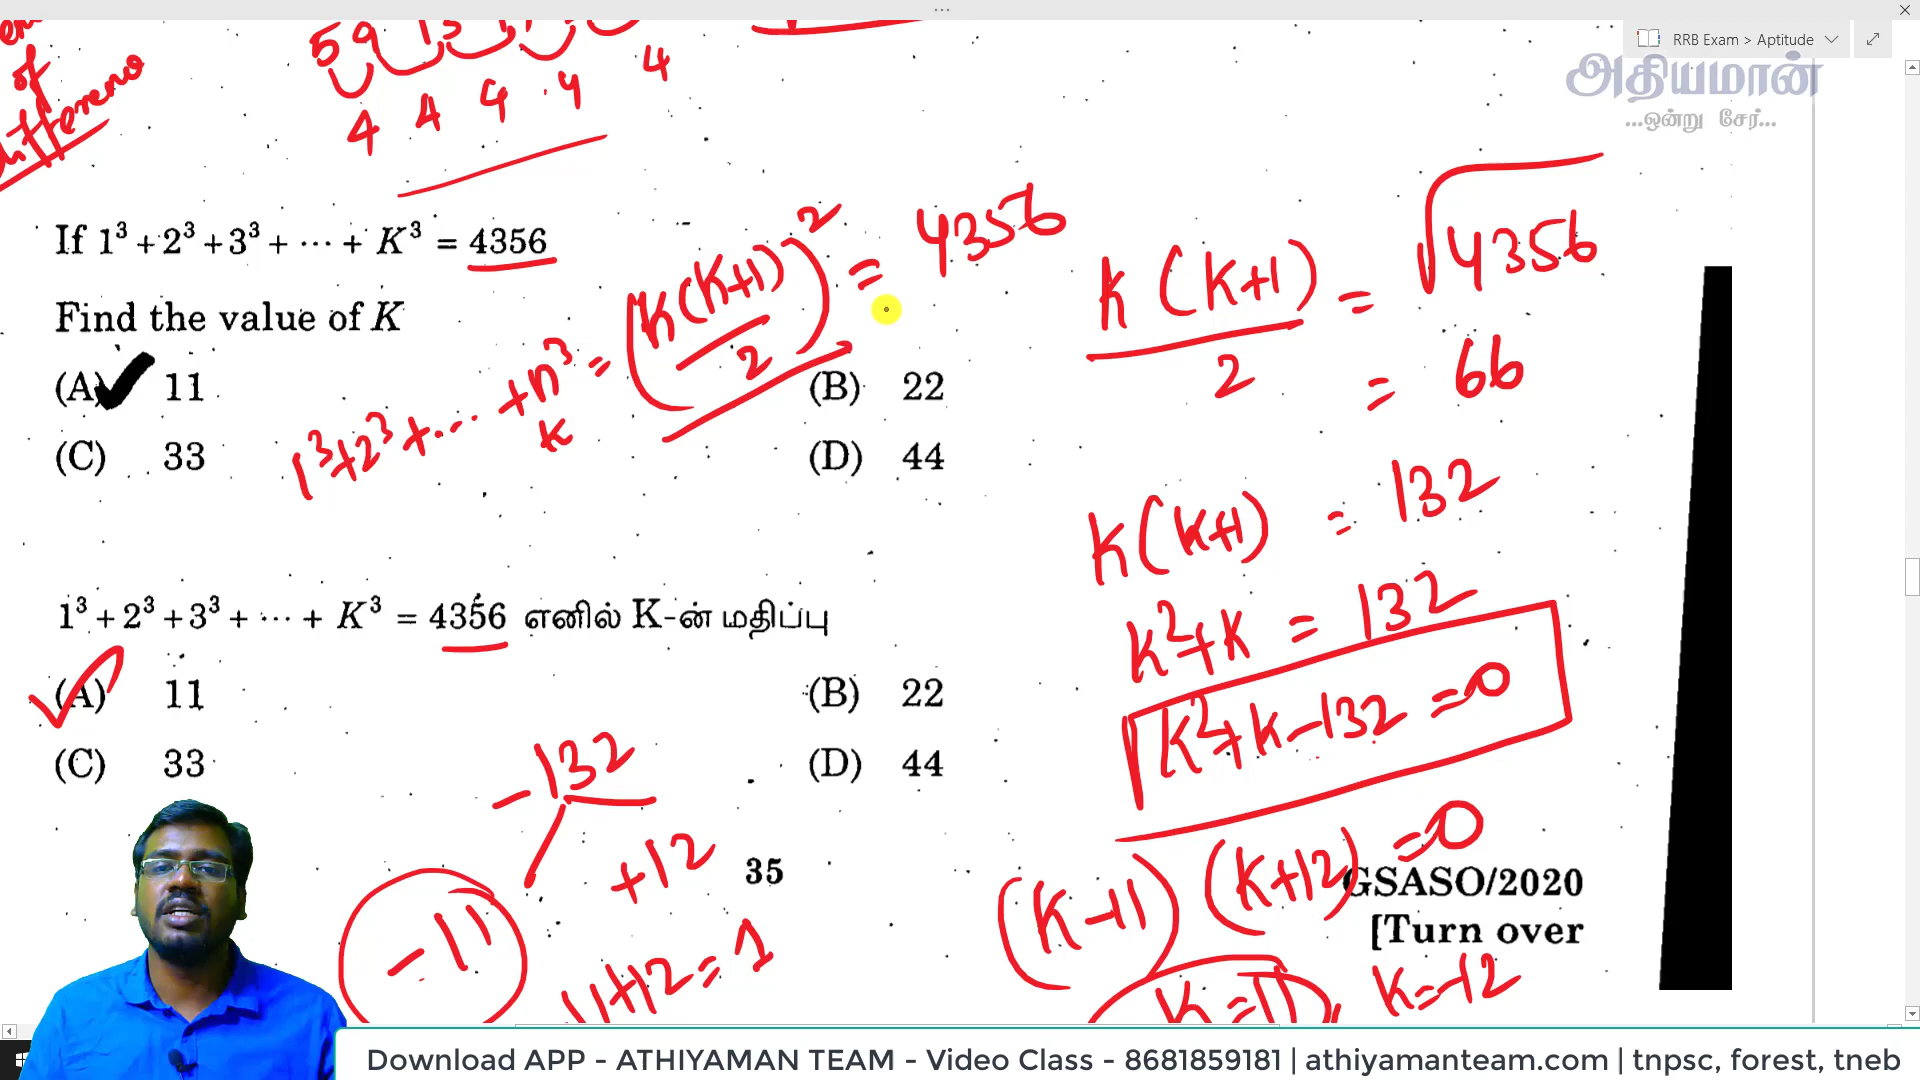 RRB Exam > Aptitude
அதியமான்
...ஒன்று சேர்...
of
59 13
4 4 4 4 4
If 1³ + 2³ + 3³ + ⋯ + K³ = 4356
(K(K+1)/2)² = 4356
k(k+1)/2 = √4356
= 66
Find the value of K
(A) 11
(B) 22
(C) 33
(D) 44
1³+2³+⋯+n³ =
k
k(k+1) = 132
k²+k = 132
k²+k-132=0
1³ + 2³ + 3³ + ⋯ + K³ = 4356 எனில் K-ன் மதிப்பு
(A) 11
(B) 22
(C) 33
(D) 44
-132
-11 +12
11+12=1
(k-11)(k+12)=0
k=11, k=-12
35
GSASO/2020
[Turn over
Download APP - ATHIYAMAN TEAM - Video Class - 8681859181 | athiyamanteam.com | tnpsc, forest, tneb